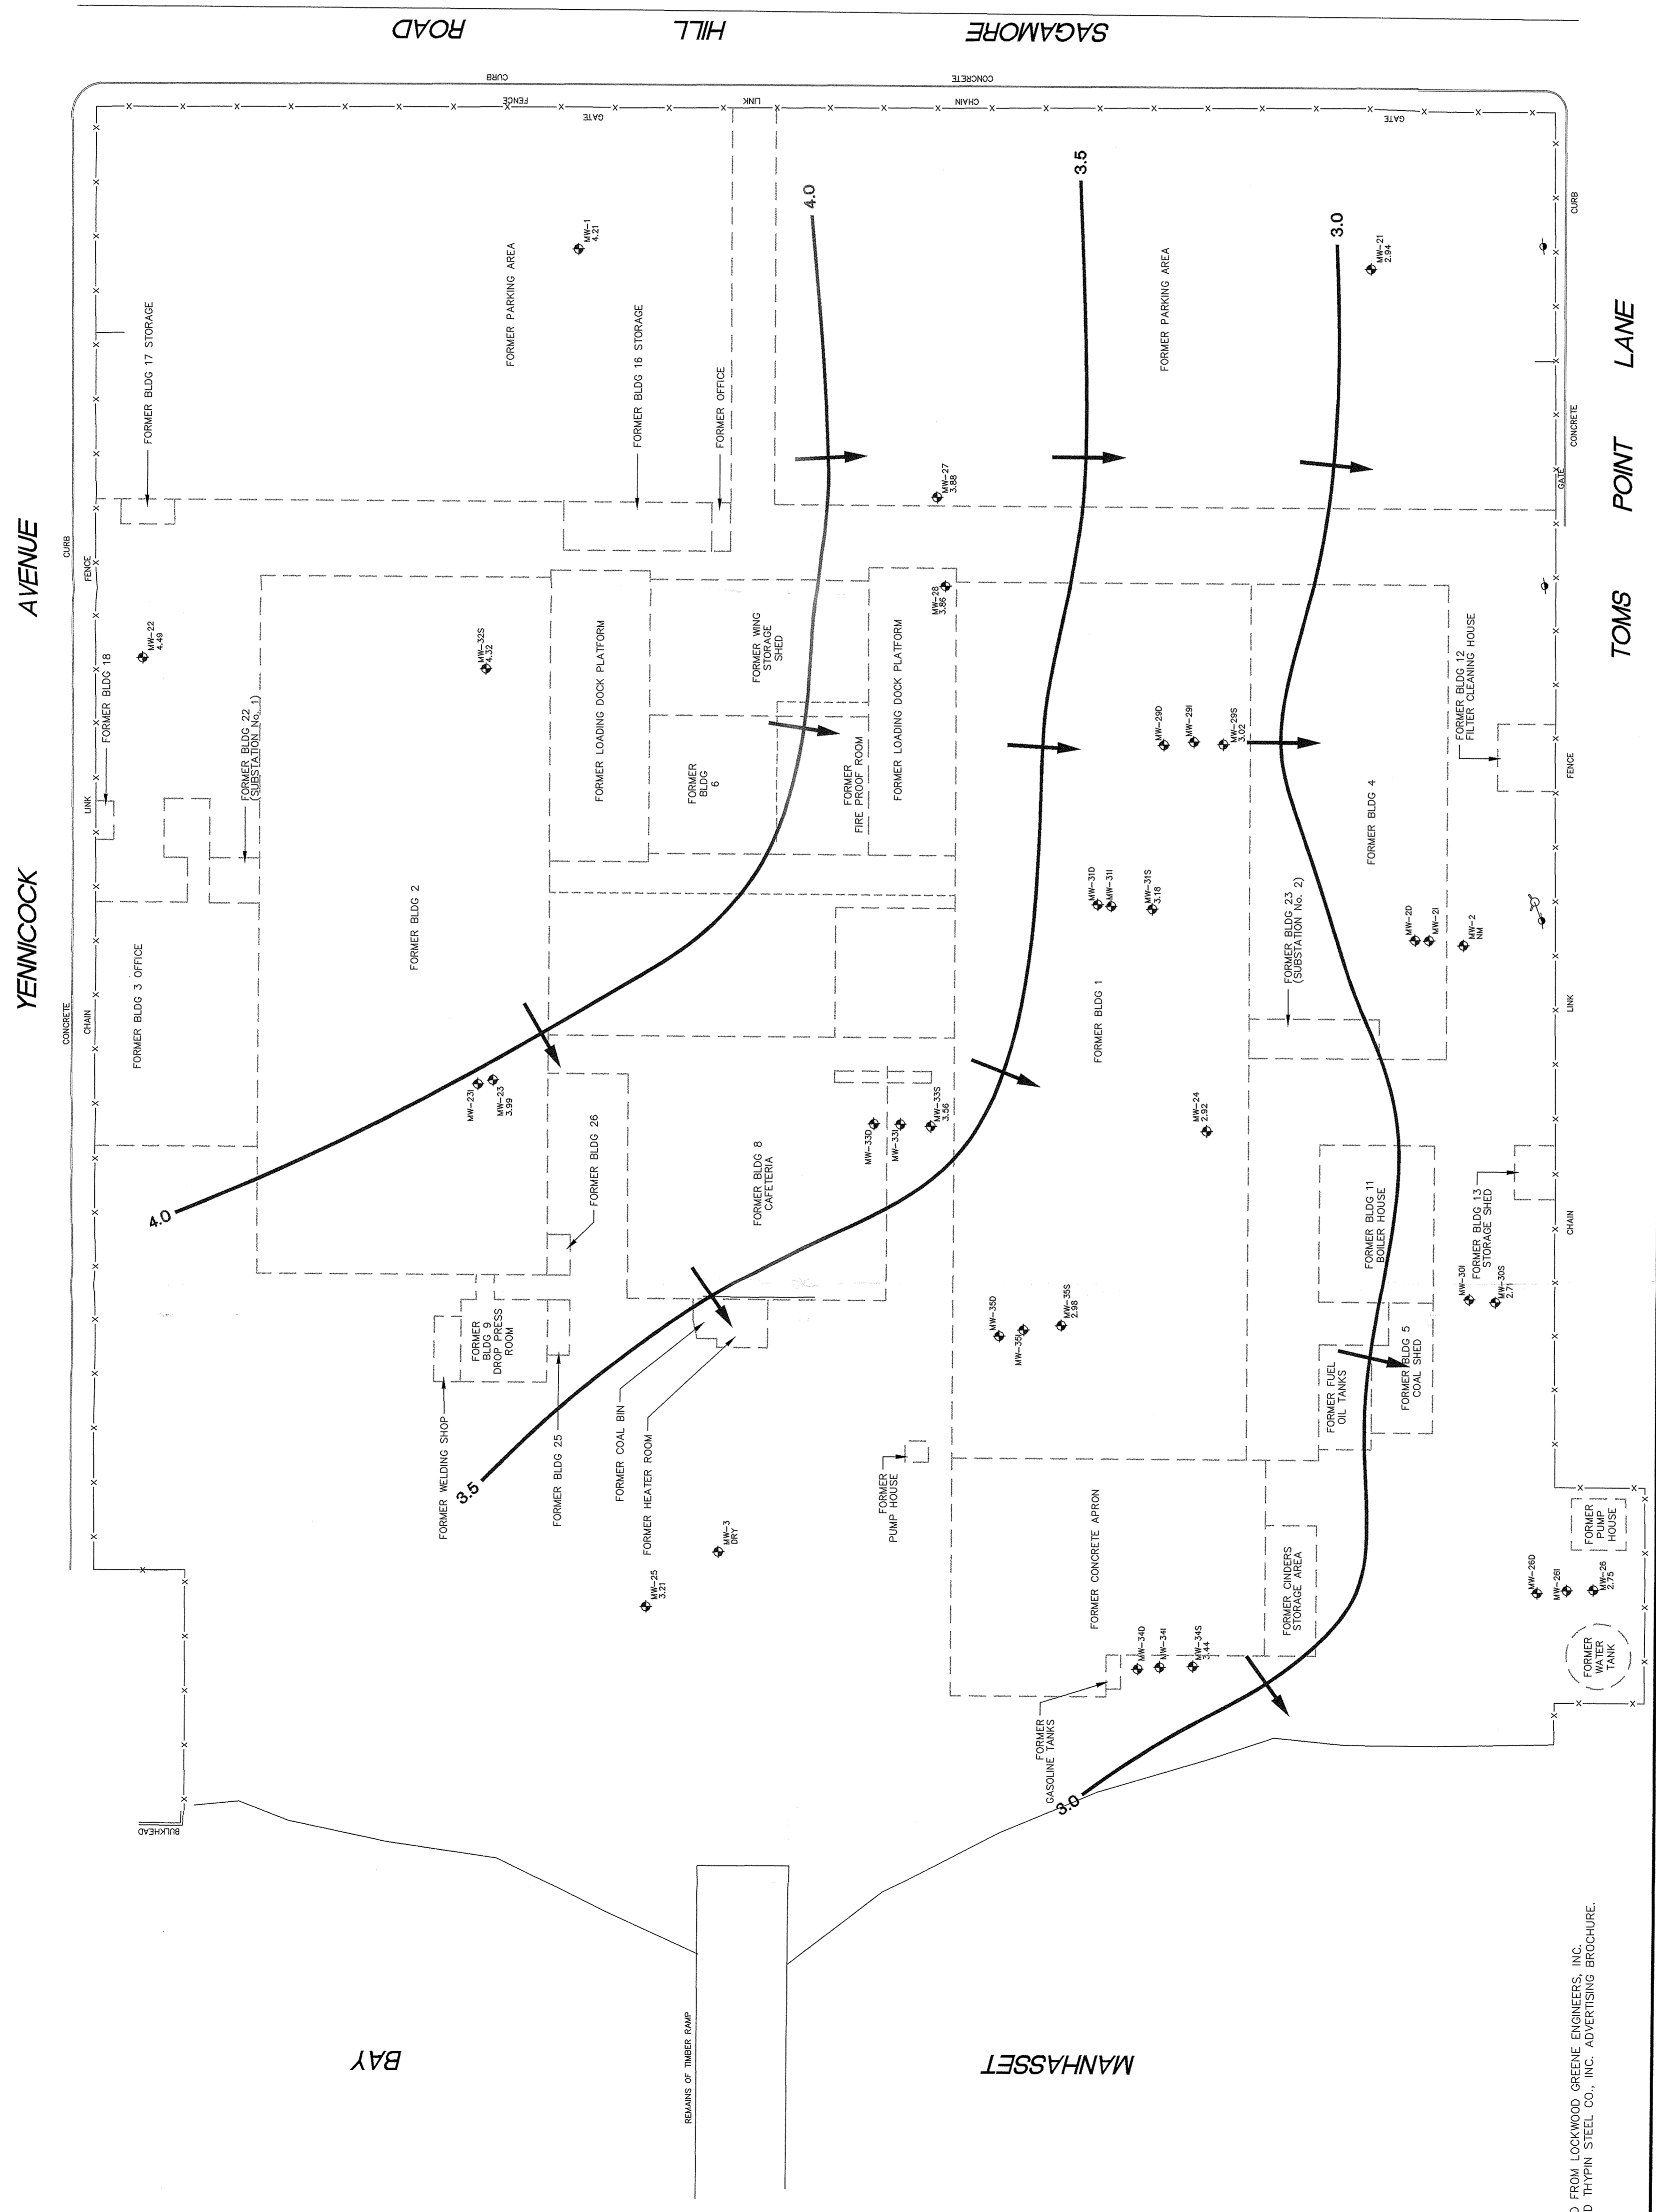 SAGAMORE
HILL
ROAD
CONCRETE
CURB
CHAIN
LINK
FENCE
GATE
GATE
YENNICOCK
AVENUE
CONCRETE
CURB
CHAIN
LINK
FENCE
TOMS
POINT
LANE
CURB
CONCRETE
GATE
FENCE
LINK
CHAIN
4.0
3.5
3.0
MW-1
4.21
MW-21
2.94
FORMER PARKING AREA
FORMER PARKING AREA
FORMER BLDG 17 STORAGE
FORMER BLDG 16 STORAGE
FORMER OFFICE
MW-27
3.88
MW-28
3.86
MW-22
4.49
MW-32S
4.32
FORMER BLDG 18
FORMER BLDG 22
(SUBSTATION No. 1)
FORMER LOADING DOCK PLATFORM
FORMER WING
STORAGE
SHED
FORMER LOADING DOCK PLATFORM
FORMER
BLDG
6
FORMER
FIRE PROOF ROOM
MW-29D
MW-29I
MW-29S
3.02
FORMER BLDG 12
FILTER CLEANING HOUSE
FORMER BLDG 4
FORMER BLDG 2
FORMER BLDG 3 OFFICE
MW-31D
MW-31I
MW-31S
3.18
FORMER BLDG 23
(SUBSTATION No. 2)
MW-2D
MW-2I
MW-2
NM
FORMER BLDG 1
MW-23I
MW-23
3.99
FORMER BLDG 26
FORMER BLDG 8
CAFETERIA
MW-33D
MW-33I
MW-33S
3.56
MW-24
2.92
FORMER BLDG 11
BOILER HOUSE
FORMER BLDG 13
STORAGE SHED
MW-30I
MW-30S
2.71
4.0
FORMER
BLDG 9
DROP PRESS
ROOM
MW-35D
MW-35I
MW-35S
2.98
FORMER FUEL
OIL TANKS
FORMER BLDG 5
COAL SHED
FORMER WELDING SHOP
FORMER BLDG 25
FORMER COAL BIN
FORMER HEATER ROOM
3.5
MW-3
DRY
MW-25
3.21
FORMER
PUMP HOUSE
FORMER CONCRETE APRON
FORMER CINDERS
STORAGE AREA
FORMER
PUMP
HOUSE
MW-26D
MW-26I
MW-26
2.75
FORMER
WATER
TANK
MW-34D
MW-34I
MW-34S
3.44
FORMER
GASOLINE TANKS
3.0
BULKHEAD
REMAINS OF TIMBER RAMP
MANHASSET
BAY
FROM LOCKWOOD GREENE ENGINEERS, INC.
THYPIN STEEL CO., INC. ADVERTISING BROCHURE.